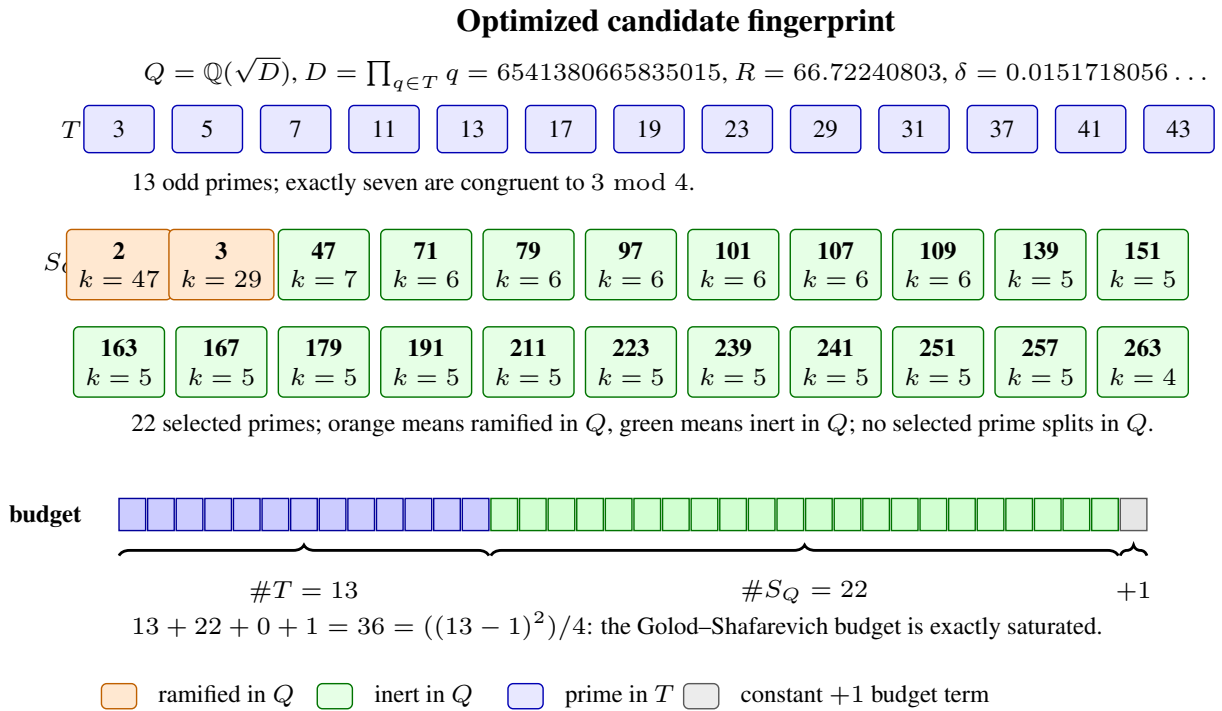 Optimized candidate fingerprint
Q = ℚ(√D), D = ∏_{q∈T} q = 6541380665835015, R = 66.72240803, δ = 0.0151718056 …
T 3 5 7 11 13 17 19 23 29 31 37 41 43
13 odd primes; exactly seven are congruent to 3 mod 4.
S 2 3 47 71 79 97 101 107 109 139 151
k = 47 k = 29 k = 7 k = 6 k = 6 k = 6 k = 6 k = 6 k = 6 k = 5 k = 5
163 167 179 191 211 223 239 241 251 257 263
k = 5 k = 5 k = 5 k = 5 k = 5 k = 5 k = 5 k = 5 k = 5 k = 5 k = 4
22 selected primes; orange means ramified in Q, green means inert in Q; no selected prime splits in Q.
budget
#T = 13 #S_Q = 22 +1
13 + 22 + 0 + 1 = 36 = ((13 − 1)²)/4: the Golod–Shafarevich budget is exactly saturated.
ramified in Q inert in Q prime in T constant +1 budget term